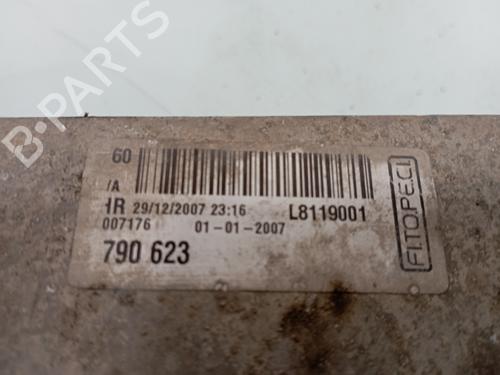 B-PARTS
60
/A
HR 29/12/2007 23:16 L8119001
007176 01-01-2007
790 623
FITOPECI